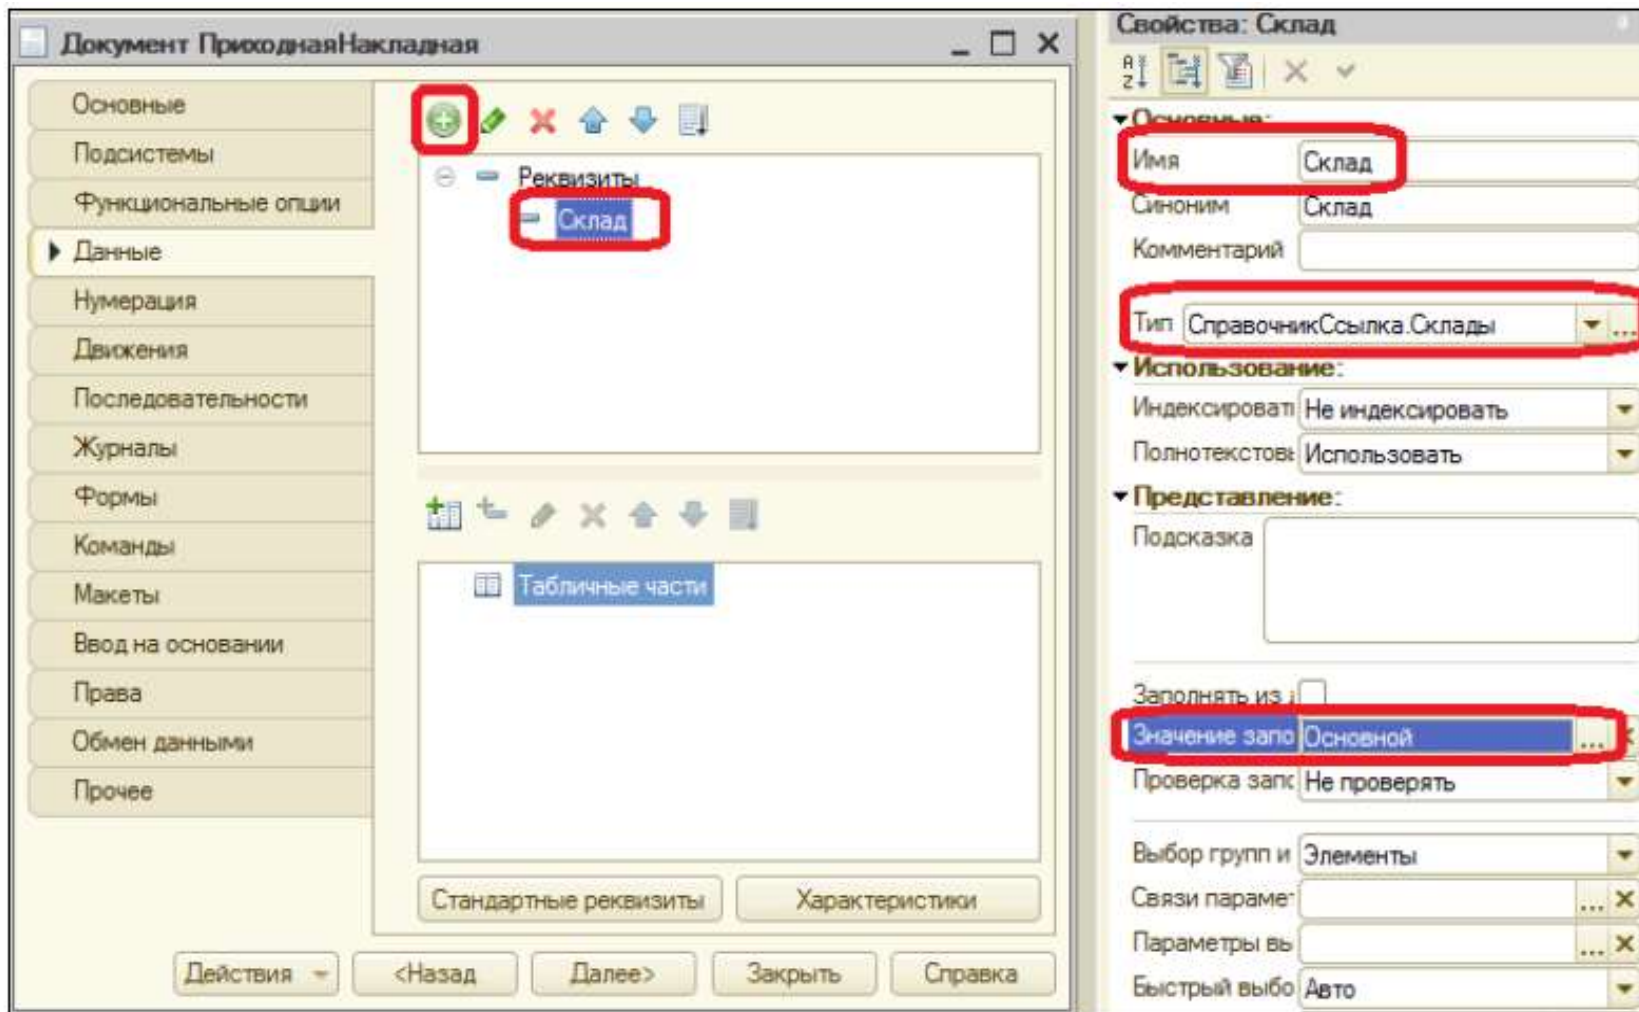 Документ ПриходнаяНакладная
Основные
Подсистемы
Функциональные опции
Данные
Нумерация
Движения
Последовательности
Журналы
Формы
Команды
Макеты
Ввод на основании
Права
Обмен данными
Прочее
Реквизиты
Склад
Табличные части
Стандартные реквизиты
Характеристики
Действия
<Назад
Далее>
Закрыть
Справка
Свойства: Склад
Основные:
Имя Склад
Синоним Склад
Комментарий
Тип СправочникСсылка.Склады
Использование:
Индексироват Не индексировать
Полнотекстов Использовать
Представление:
Подсказка
Заполнять из
Значение запо Основной
Проверка запо Не проверять
Выбор групп и Элементы
Связи параме
Параметры вы
Быстрый выбо Авто